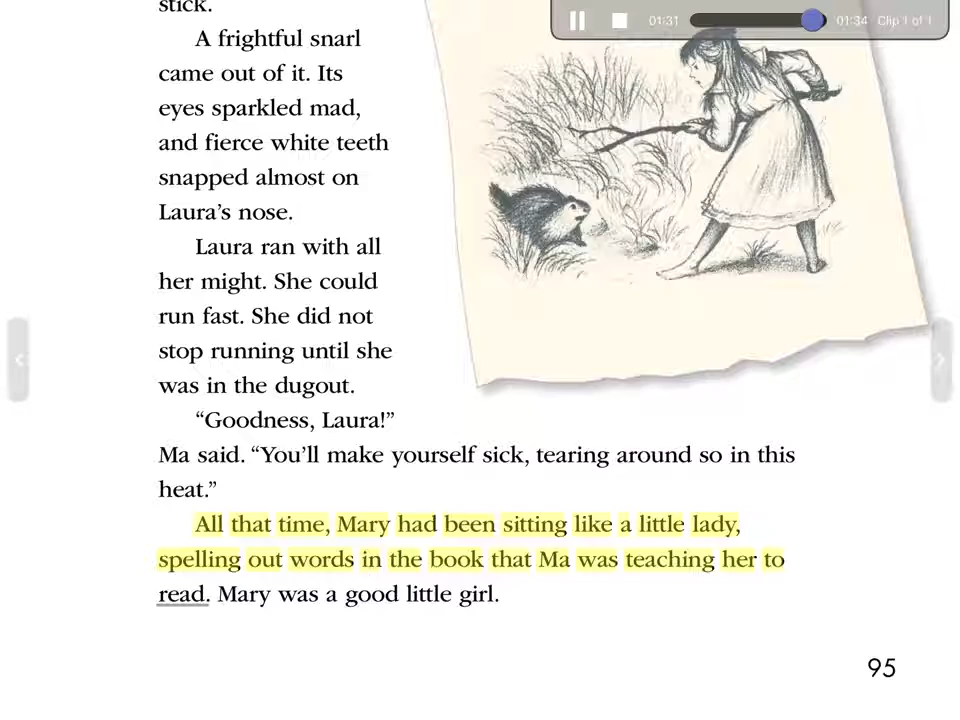 stick.
01:31 01:34 Clip 1 of 1
A frightful snarl
came out of it. Its
eyes sparkled mad,
and fierce white teeth
snapped almost on
Laura’s nose.
Laura ran with all
her might. She could
run fast. She did not
stop running until she
was in the dugout.
“Goodness, Laura!”
Ma said. “You’ll make yourself sick, tearing around so in this
heat.”
All that time, Mary had been sitting like a little lady,
spelling out words in the book that Ma was teaching her to
read. Mary was a good little girl.
95